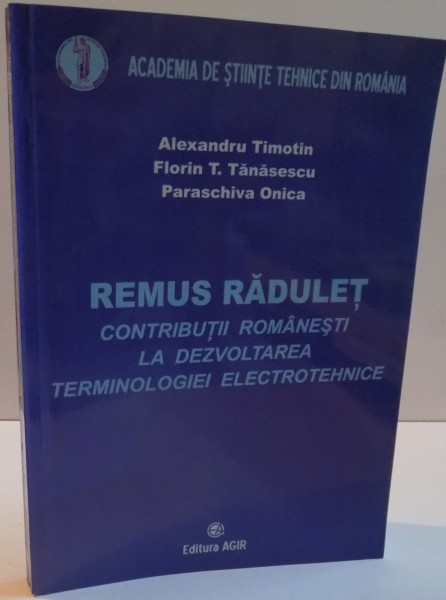 ACADEMIA DE ŞTIINŢE TEHNICE DIN ROMÂNIA
Alexandru Timotin
Florin T. Tănăsescu
Paraschiva Onica
REMUS RĂDULEŢ
CONTRIBUŢII ROMÂNEŞTI
LA DEZVOLTAREA
TERMINOLOGIEI ELECTROTEHNICE
Editura AGIR